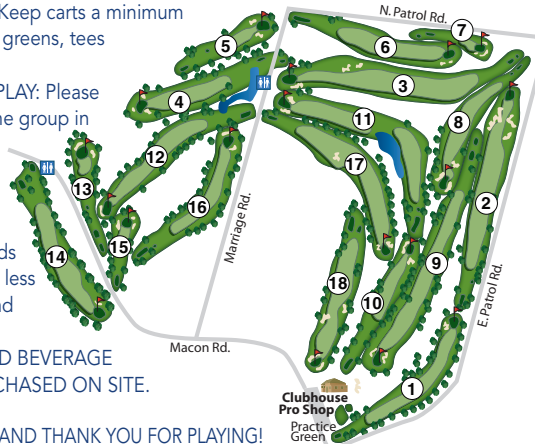 Keep carts a minimum
greens, tees
PLAY: Please
group in
ds
less
nd
D BEVERAGE
CHASED ON SITE.
AND THANK YOU FOR PLAYING!
N. Patrol Rd.
7
5
6
3
4
11
8
12
17
13
2
16
15
14
9
18
10
1
Marriage Rd.
E. Patrol Rd.
Macon Rd.
Clubhouse
Pro Shop
Practice
Green